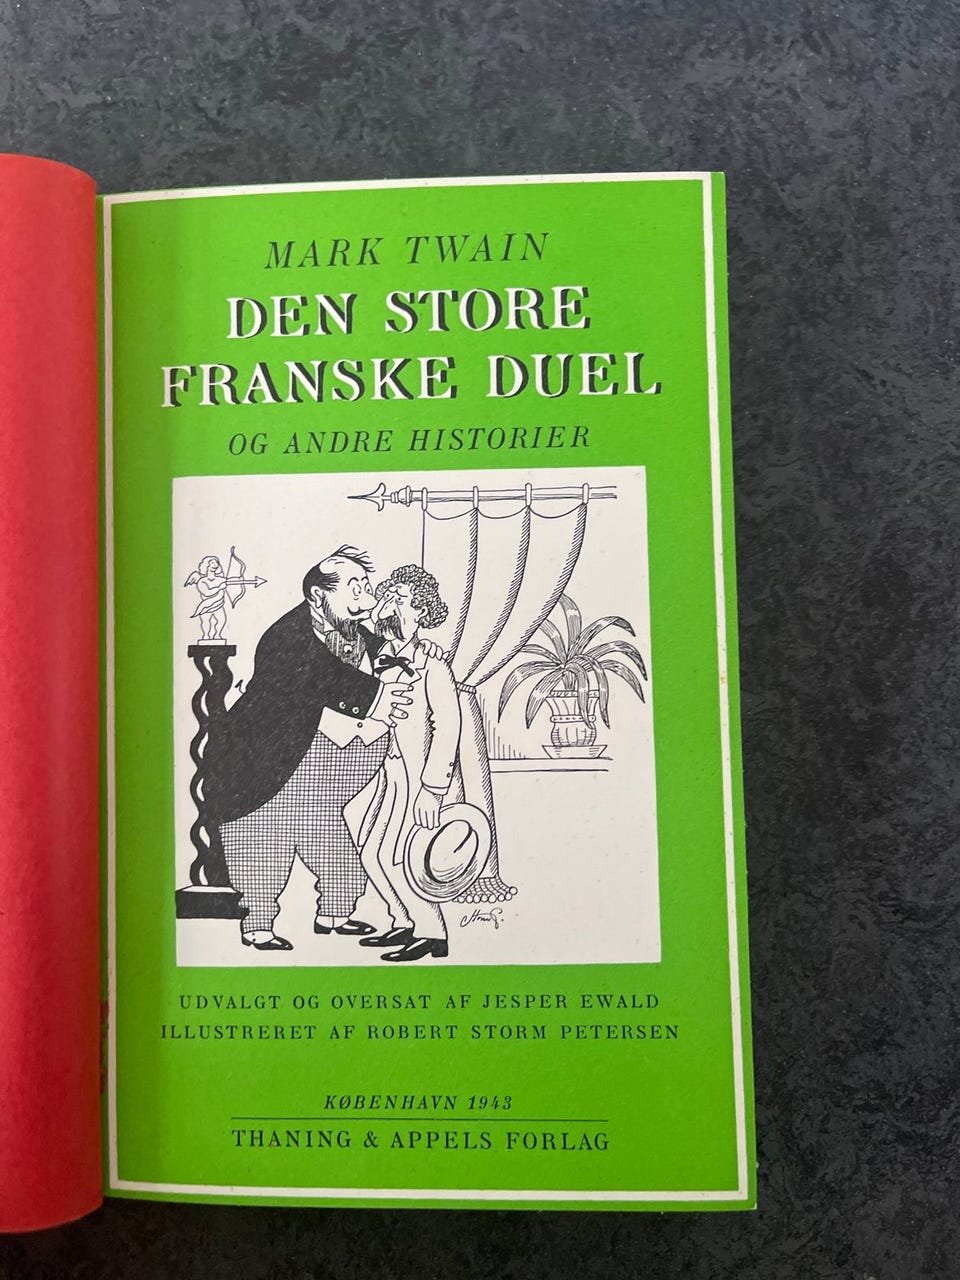 MARK TWAIN
DEN STORE
FRANSKE DUEL
OG ANDRE HISTORIER
UDVALGT OG OVERSAT AF JESPER EWALD
ILLUSTRERET AF ROBERT STORM PETERSEN
KØBENHAVN 1943
THANING & APPELS FORLAG